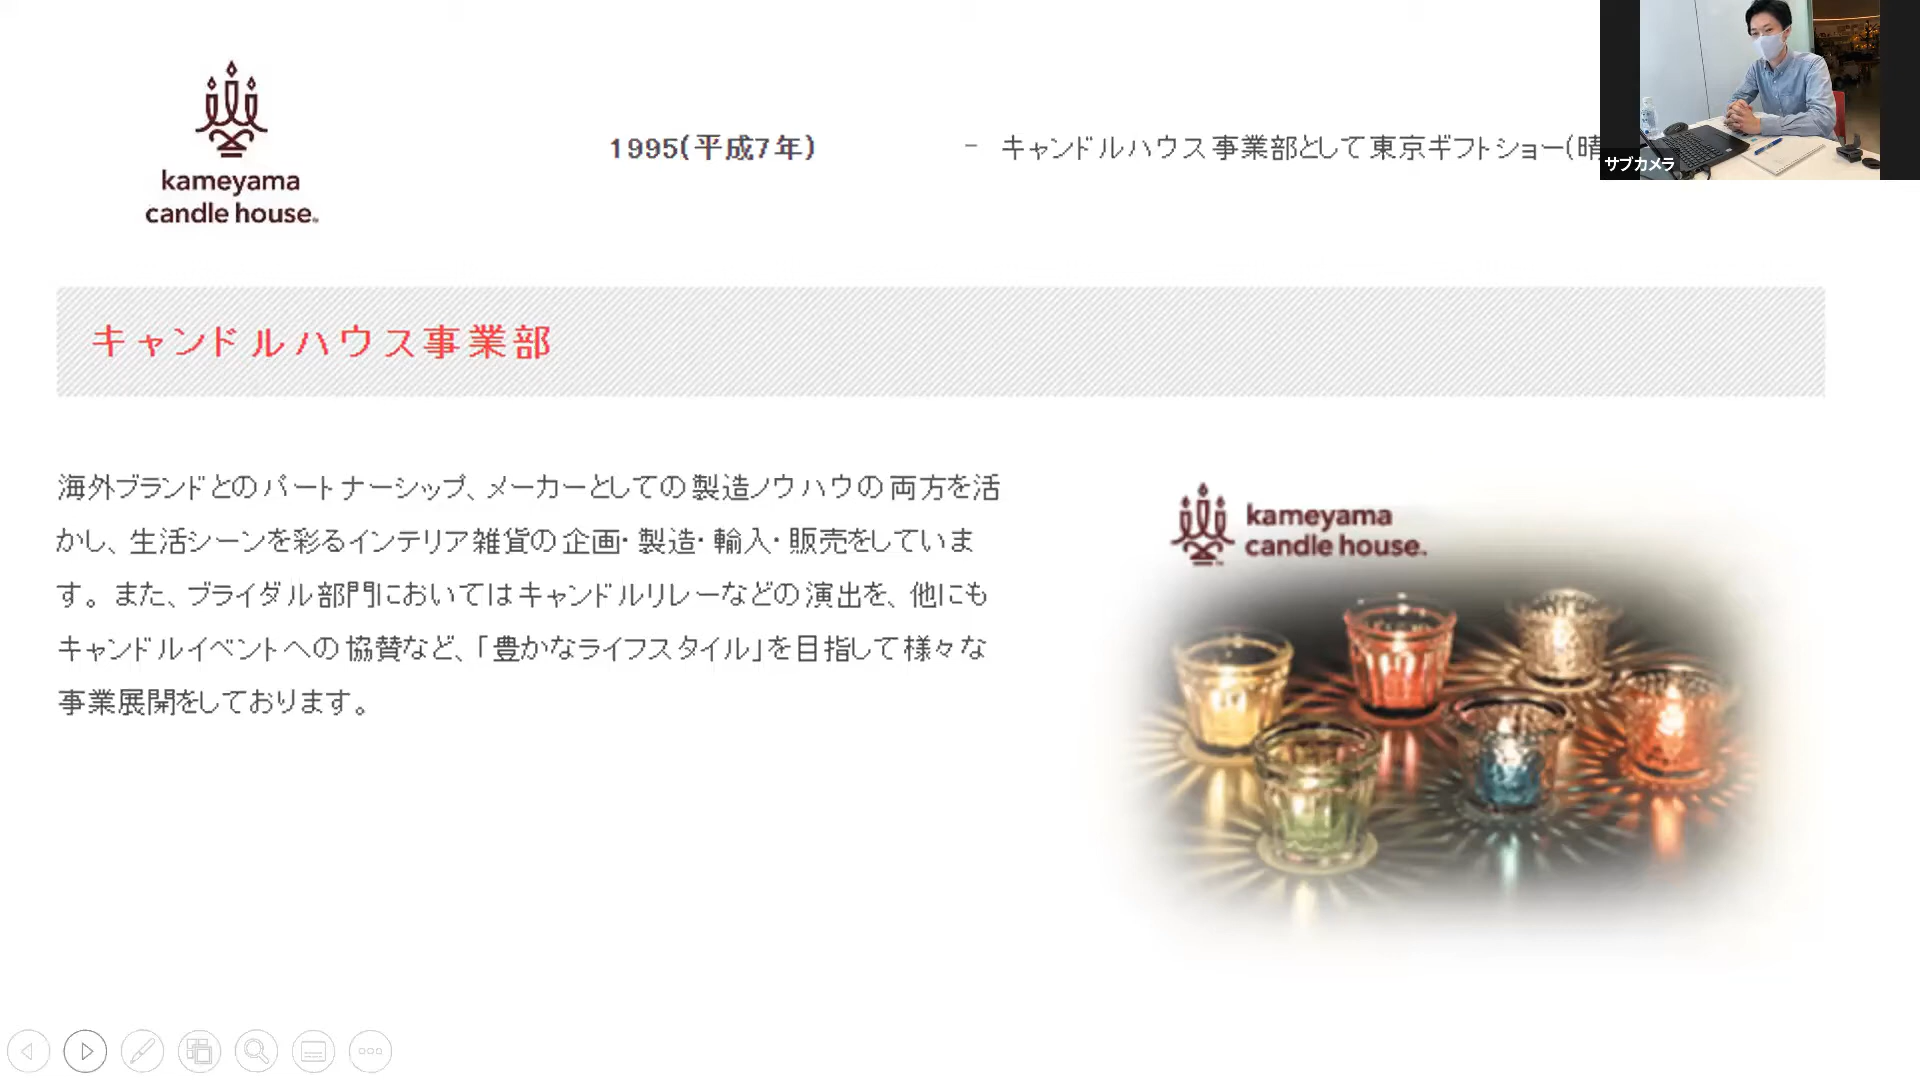 kameyama
candle house.
1995(平成7年)
- キャンドルハウス事業部として東京ギフトショー(晴
サブカメラ
キャンドルハウス事業部
海外ブランドとのパートナーシップ、メーカーとしての製造ノウハウの両方を活
かし、生活シーンを彩るインテリア雑貨の企画・製造・輸入・販売をしていま
す。また、ブライダル部門においてはキャンドルリレーなどの演出を、他にも
キャンドルイベントへの協賛など、「豊かなライフスタイル」を目指して様々な
事業展開をしております。
kameyama
candle house.